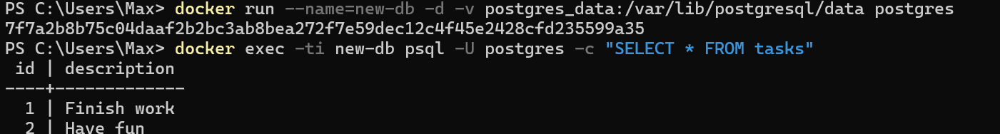 PS C:\Users\Max> docker run --name=new-db -d -v postgres_data:/var/lib/postgresql/data postgres
7f7a2b8b75c04daaf2b2bc3ab8bea272f7e59dec12c4f45e2428cfd235599a35
PS C:\Users\Max> docker exec -ti new-db psql -U postgres -c "SELECT * FROM tasks"
 id | description
----+-------------
  1 | Finish work
  2 | Have fun